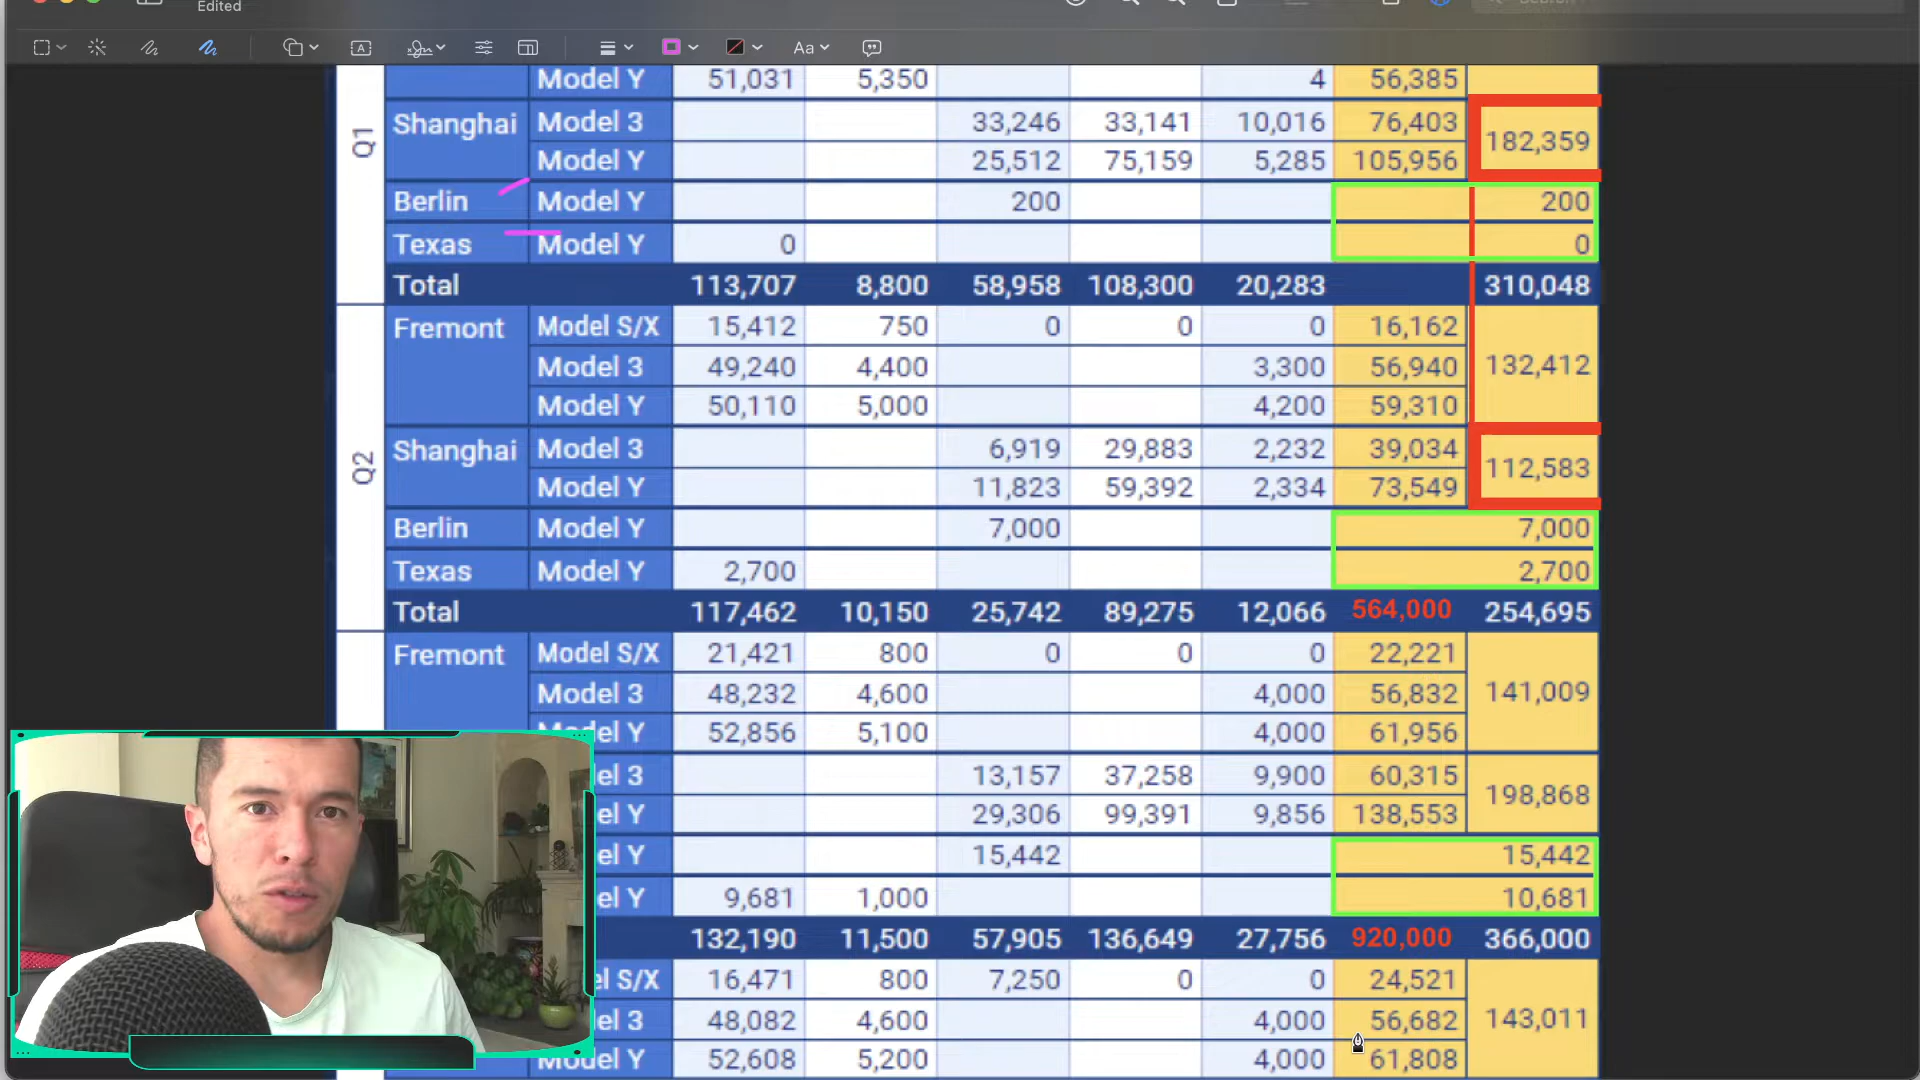 Edited
Aa
Model Y 51,031 5,350 4 56,385
Q1 Shanghai Model 3 33,246 33,141 10,016 76,403 182,359
Model Y 25,512 75,159 5,285 105,956
Berlin Model Y 200 200
Texas Model Y 0 0
Total 113,707 8,800 58,958 108,300 20,283 310,048
Fremont Model S/X 15,412 750 0 0 0 16,162
Model 3 49,240 4,400 3,300 56,940 132,412
Model Y 50,110 5,000 4,200 59,310
Q2 Shanghai Model 3 6,919 29,883 2,232 39,034 112,583
Model Y 11,823 59,392 2,334 73,549
Berlin Model Y 7,000 7,000
Texas Model Y 2,700 2,700
Total 117,462 10,150 25,742 89,275 12,066 564,000 254,695
Fremont Model S/X 21,421 800 0 0 0 22,221
Model 3 48,232 4,600 4,000 56,832 141,009
Model Y 52,856 5,100 4,000 61,956
el 3 13,157 37,258 9,900 60,315 198,868
el Y 29,306 99,391 9,856 138,553
el Y 15,442 15,442
el Y 9,681 1,000 10,681
132,190 11,500 57,905 136,649 27,756 920,000 366,000
el S/X 16,471 800 7,250 0 0 24,521
el 3 48,082 4,600 4,000 56,682 143,011
Model Y 52,608 5,200 4,000 61,808